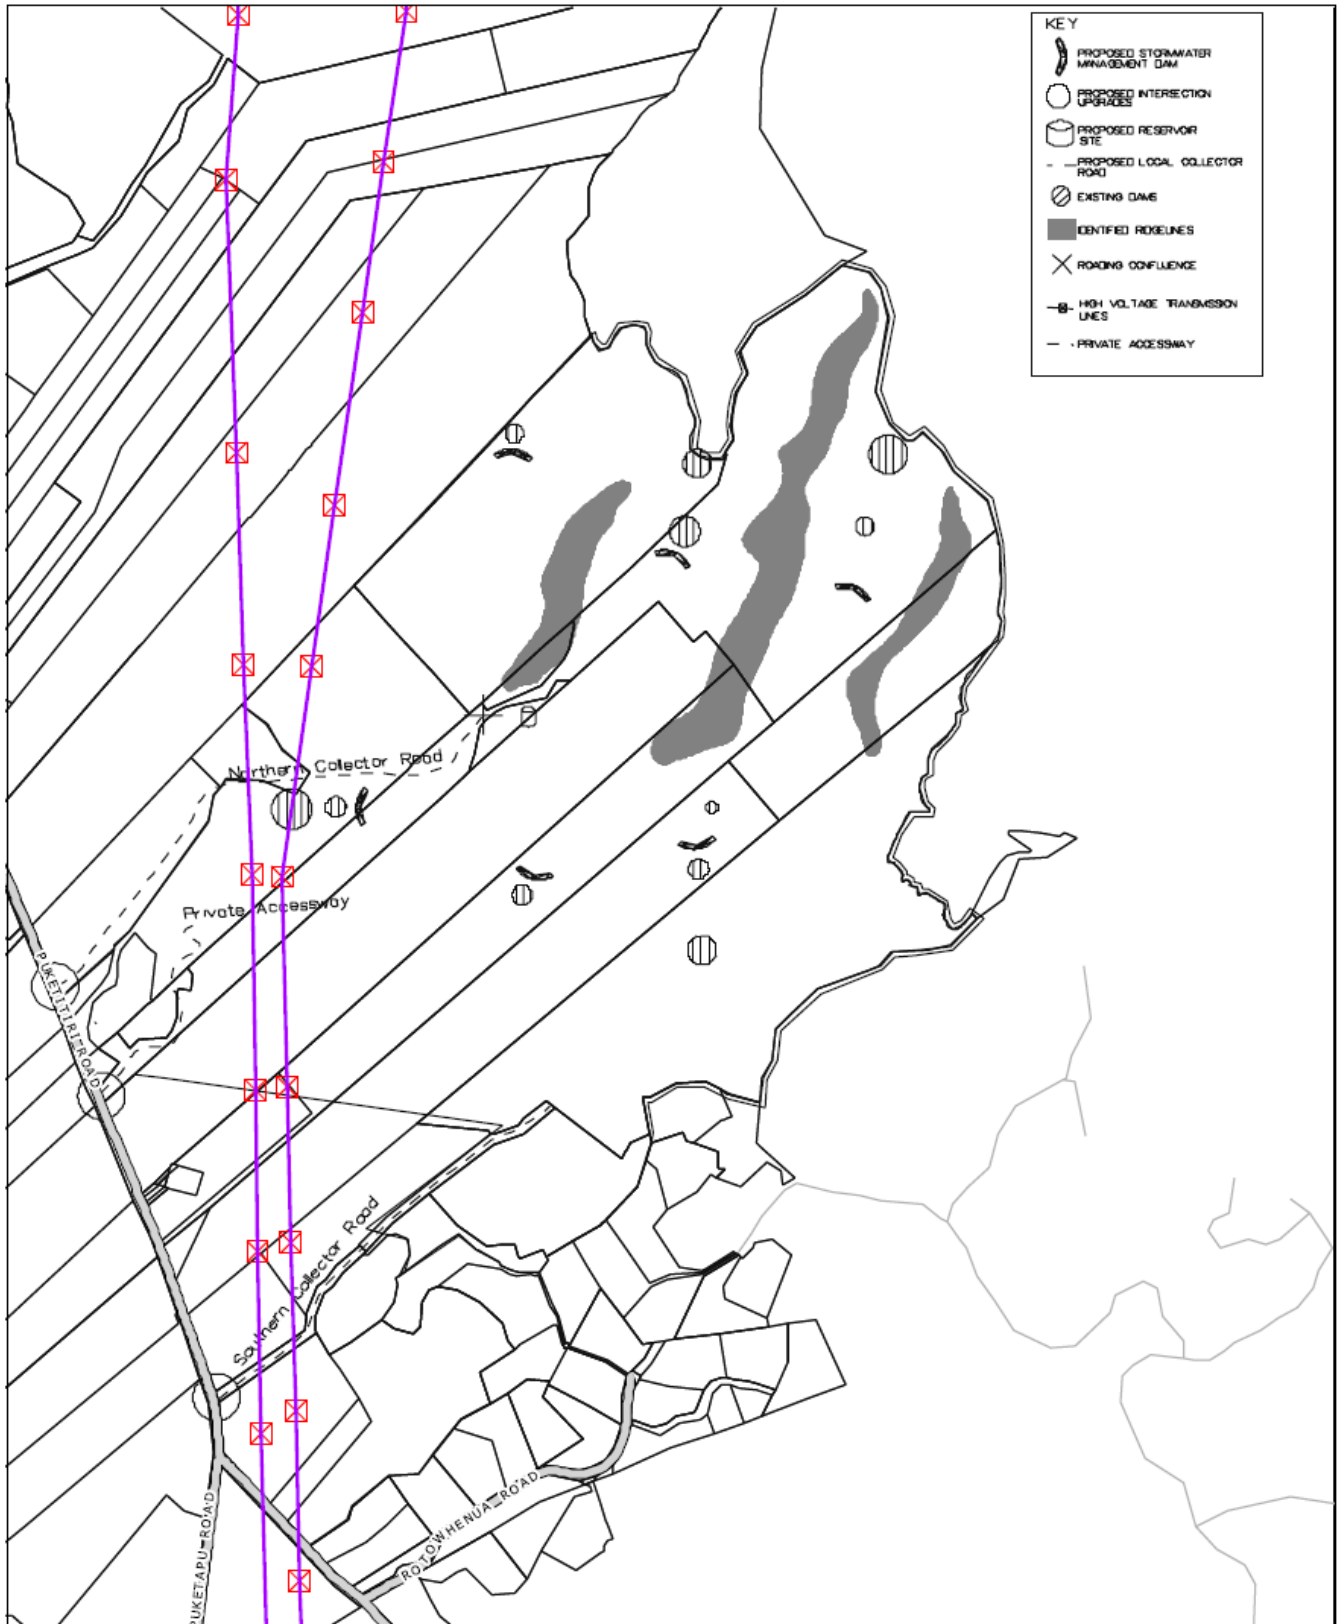 KEY
PROPOSED STORMWATER
MANAGEMENT DAM
PROPOSED INTERSECTION
UPGRADES
PROPOSED RESERVOIR
SITE
PROPOSED LOCAL COLLECTOR
ROAD
EXISTING DAMS
IDENTIFIED RIDGELINES
ROADING CONFLUENCE
HIGH VOLTAGE TRANSMISSION
LINES
PRIVATE ACCESSWAY
Northern Collector Road
Private Accessway
PUKETITIRI ROAD
Southern Collector Road
PUKETAPU ROAD
ROTOWHENUA ROAD